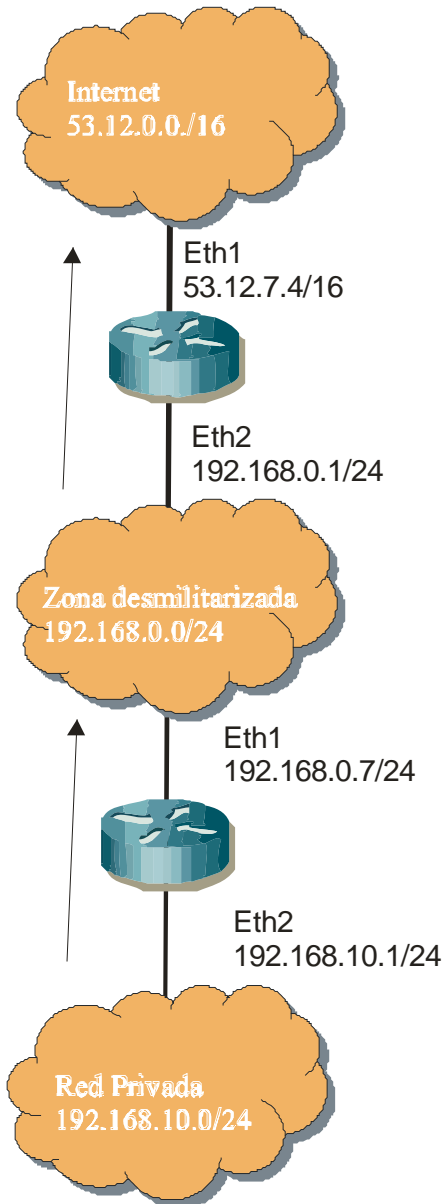 Internet
53.12.0.0./16
Eth1
53.12.7.4/16
Eth2
192.168.0.1/24
Zona desmilitarizada
192.168.0.0/24
Eth1
192.168.0.7/24
Eth2
192.168.10.1/24
Red Privada
192.168.10.0/24